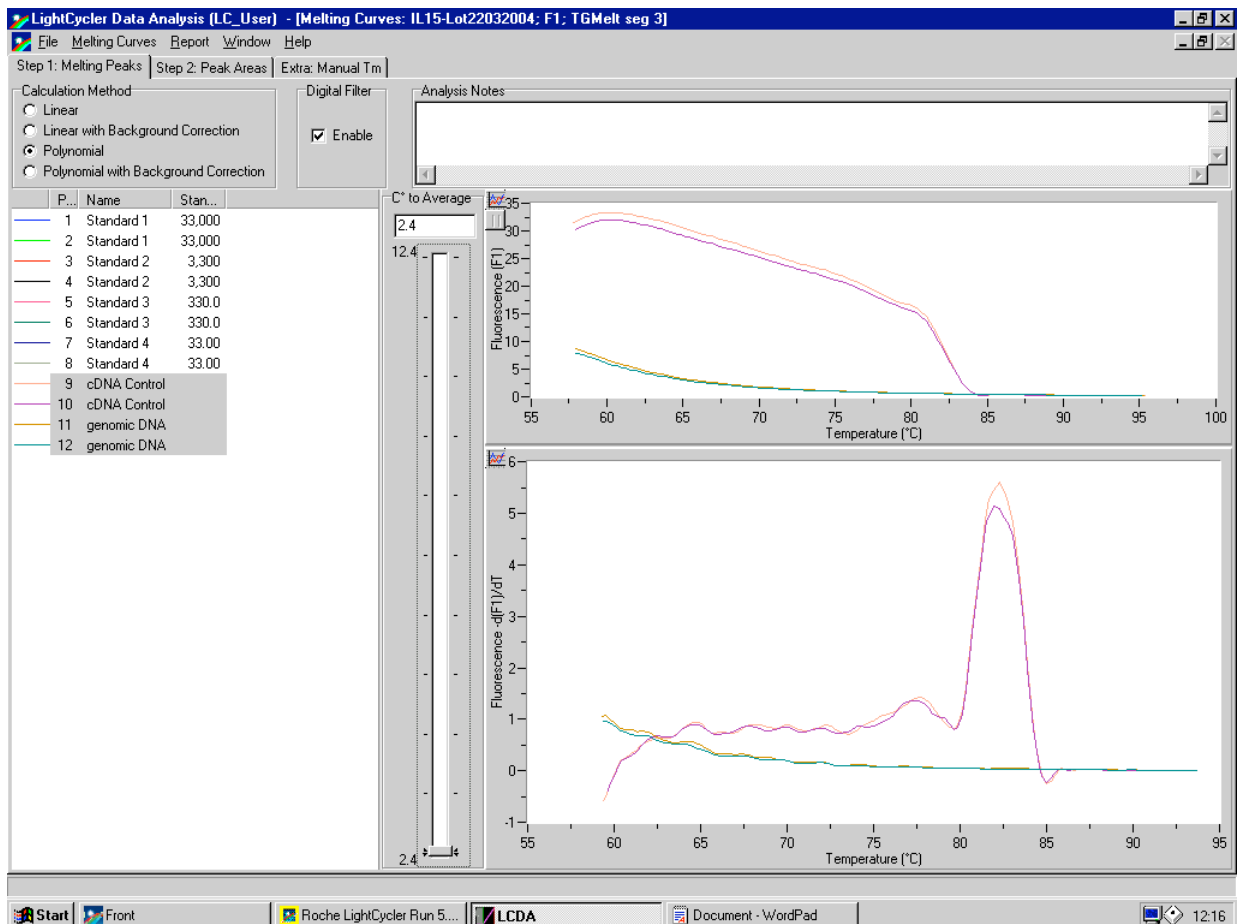 LightCycler Data Analysis (LC_User) - [Melting Curves: IL15-Lot22032004; F1; TGMelt seg 3]
File Melting Curves Report Window Help
Step 1: Melting Peaks Step 2: Peak Areas Extra: Manual Tm
Calculation Method
Linear
Linear with Background Correction
Polynomial
Polynomial with Background Correction
Digital Filter
Enable
Analysis Notes
P... Name Stan...
1 Standard 1 33,000
2 Standard 1 33,000
3 Standard 2 3,300
4 Standard 2 3,300
5 Standard 3 330.0
6 Standard 3 330.0
7 Standard 4 33.00
8 Standard 4 33.00
9 cDNA Control
10 cDNA Control
11 genomic DNA
12 genomic DNA
C° to Average
2.4
12.4
2.4
Fluorescence (F1)
35
30
25
20
15
10
5
0
55 60 65 70 75 80 85 90 95 100
Temperature (°C)
Fluorescence -d(F1)/dT
6
5
4
3
2
1
0
-1
55 60 65 70 75 80 85 90 95
Temperature (°C)
Start Front Roche LightCycler Run 5.... LCDA Document - WordPad 12:16